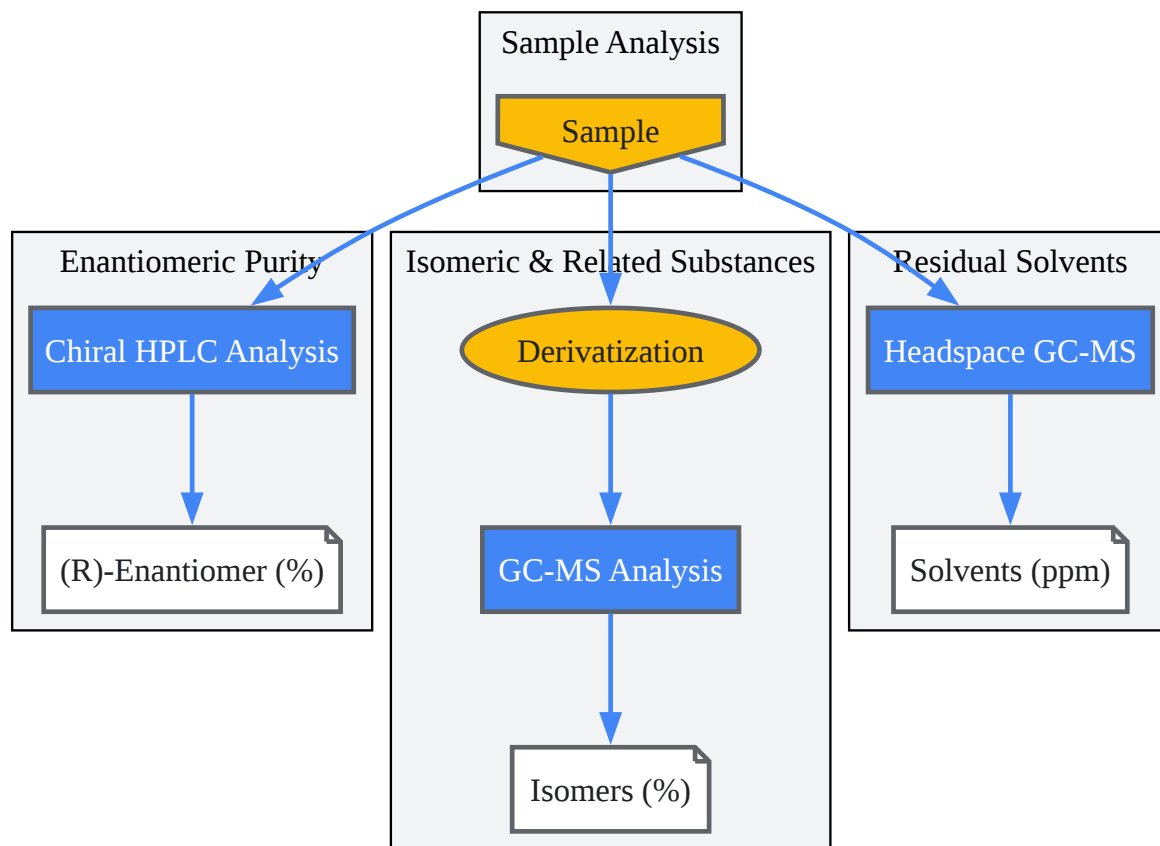 Sample Analysis
Sample
Enantiomeric Purity
Isomeric & Related Substances
Residual Solvents
Chiral HPLC Analysis
Derivatization
Headspace GC-MS
(R)-Enantiomer (%)
GC-MS Analysis
Solvents (ppm)
Isomers (%)